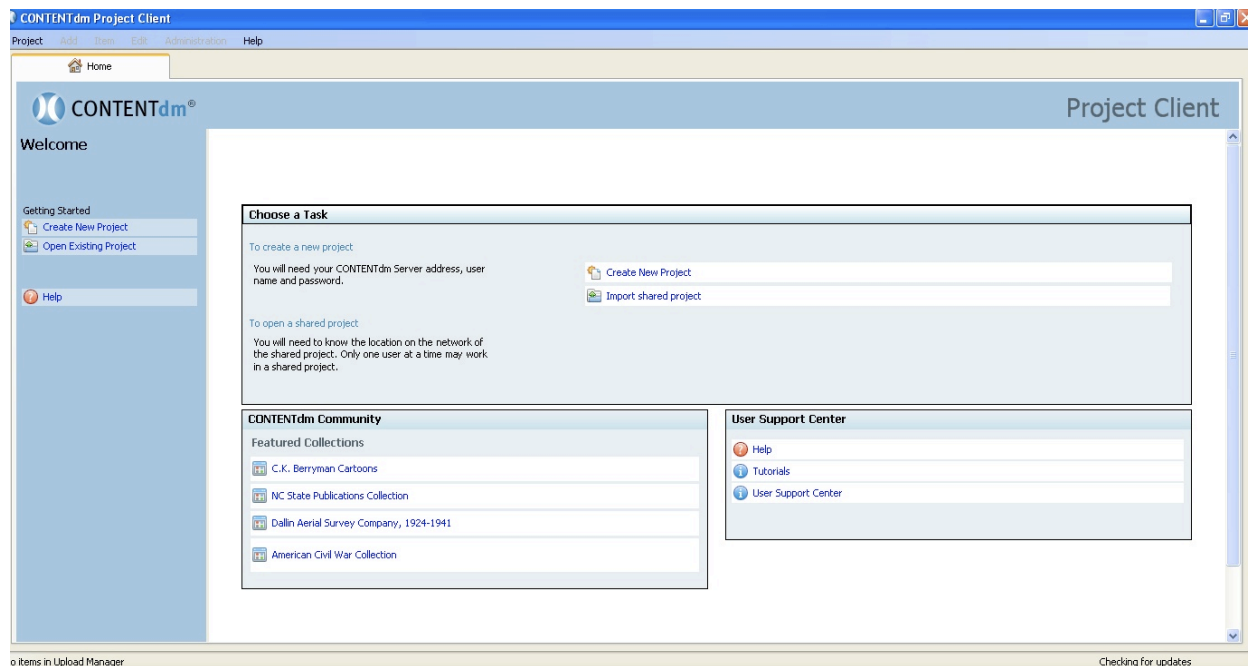 CONTENTdm Project Client
Project Add Item Edit Administration Help
Home
CONTENTdm® Project Client
Welcome
Getting Started
Create New Project
Open Existing Project
Help
Choose a Task
To create a new project
You will need your CONTENTdm Server address, user
name and password.
Create New Project
Import shared project
To open a shared project
You will need to know the location on the network of
the shared project. Only one user at a time may work
in a shared project.
CONTENTdm Community
Featured Collections
C.K. Berryman Cartoons
NC State Publications Collection
Dallin Aerial Survey Company, 1924-1941
American Civil War Collection
User Support Center
Help
Tutorials
User Support Center
o items in Upload Manager
Checking for updates